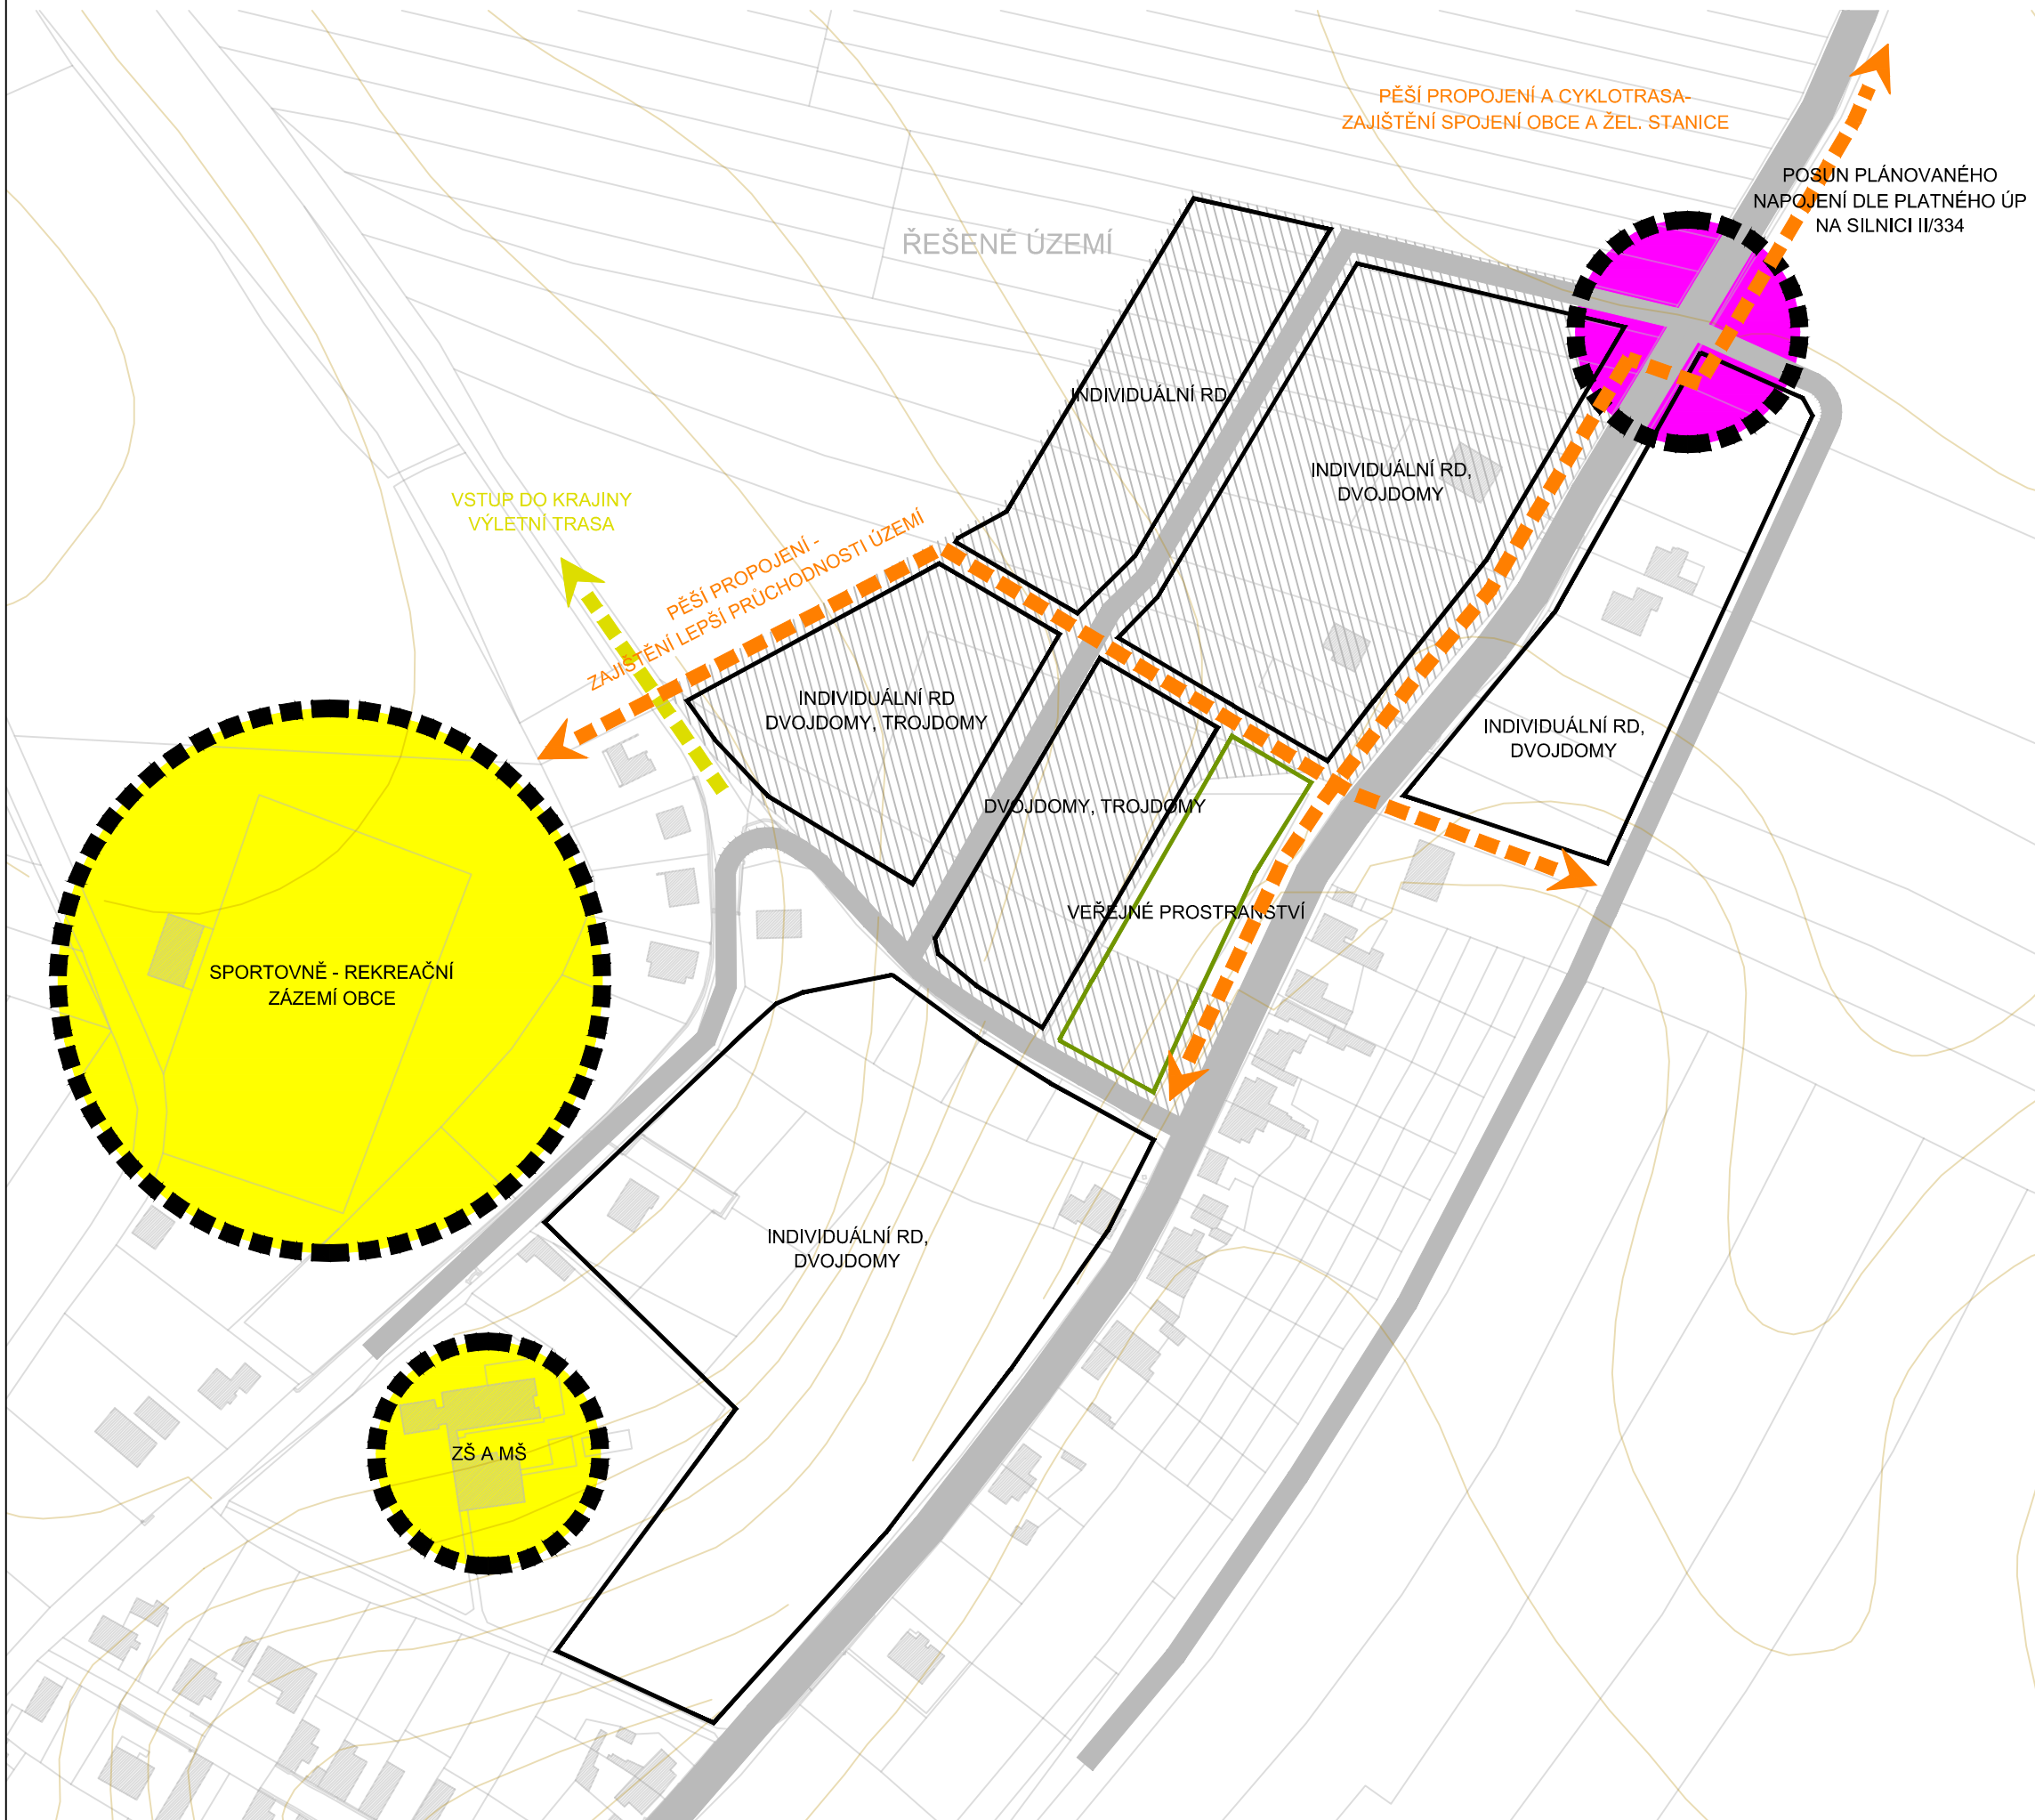 PĚŠÍ PROPOJENÍ A CYKLOTRASA-
ZAJIŠTĚNÍ SPOJENÍ OBCE A ŽEL. STANICE
POSUN PLÁNOVANÉHO
NAPOJENÍ DLE PLATNÉHO ÚP
NA SILNICI II/334
ŘEŠENÉ ÚZEMÍ
INDIVIDUÁLNÍ RD
INDIVIDUÁLNÍ RD,
DVOJDOMY
VSTUP DO KRAJINY
VÝLETNÍ TRASA
PĚŠÍ PROPOJENÍ -
ZAJIŠTĚNÍ LEPŠÍ PRŮCHODNOSTI ÚZEMÍ
INDIVIDUÁLNÍ RD
DVOJDOMY, TROJDOMY
INDIVIDUÁLNÍ RD,
DVOJDOMY
DVOJDOMY, TROJDOMY
VEŘEJNÉ PROSTRANSTVÍ
SPORTOVNĚ - REKREAČNÍ
ZÁZEMÍ OBCE
INDIVIDUÁLNÍ RD,
DVOJDOMY
ZŠ A MŠ